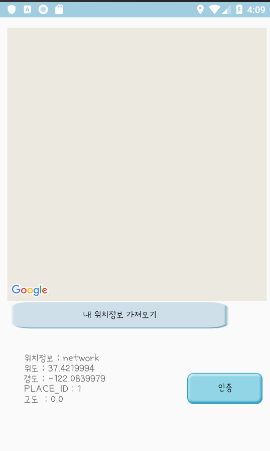 4:09
Google
내 위치정보 가져오기
위치정보 : network
위도 : 37.4219994
경도 : -122.0839979
PLACE_ID : 1
고도 : 0.0
인증